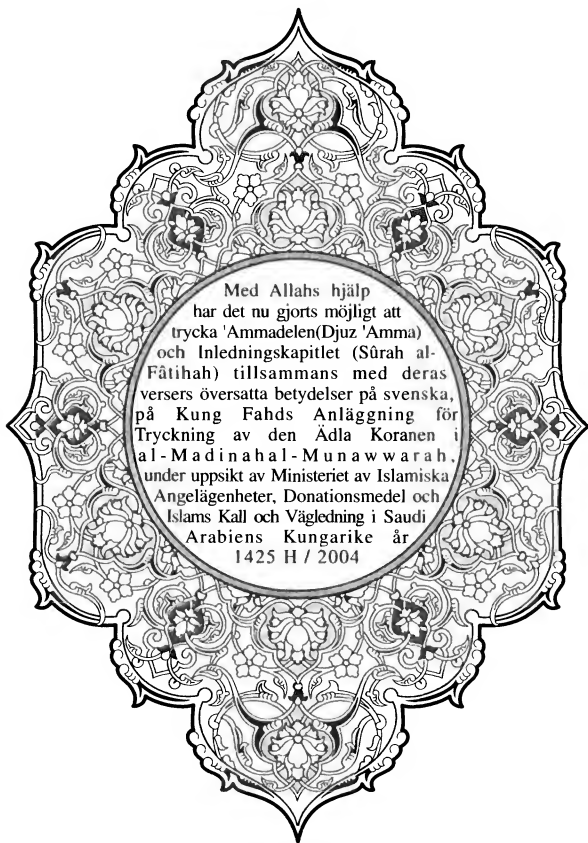 Med Allahs hjälp
har det nu gjorts möjligt att
trycka 'Ammadelen(Djuz 'Amma)
och Inledningskapitlet (Sûrah al-
Fâtihah) tillsammans med deras
versers översatta betydelser på svenska,
på Kung Fahds Anläggning för
Tryckning av den Ädla Koranen i
al-Madinahal-Munawwarah,
under uppsikt av Ministeriet av Islamiska
Angelägenheter, Donationsmedel och
Islams Kall och Vägledning i Saudi
Arabiens Kungarike år
1425 H / 2004